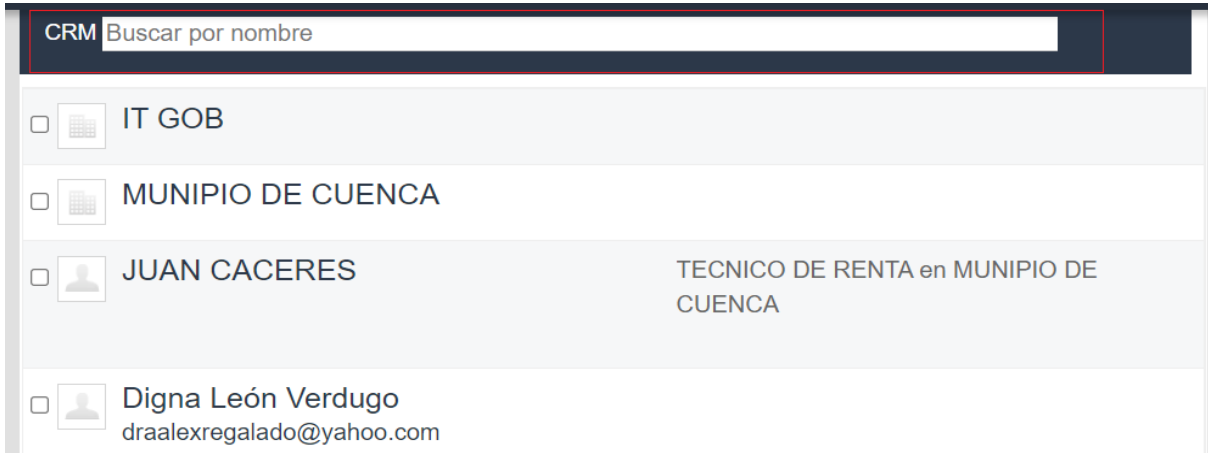 CRM Buscar por nombre
IT GOB
MUNIPIO DE CUENCA
JUAN CACERES
TECNICO DE RENTA en MUNIPIO DE
CUENCA
Digna León Verdugo
draalexregalado@yahoo.com